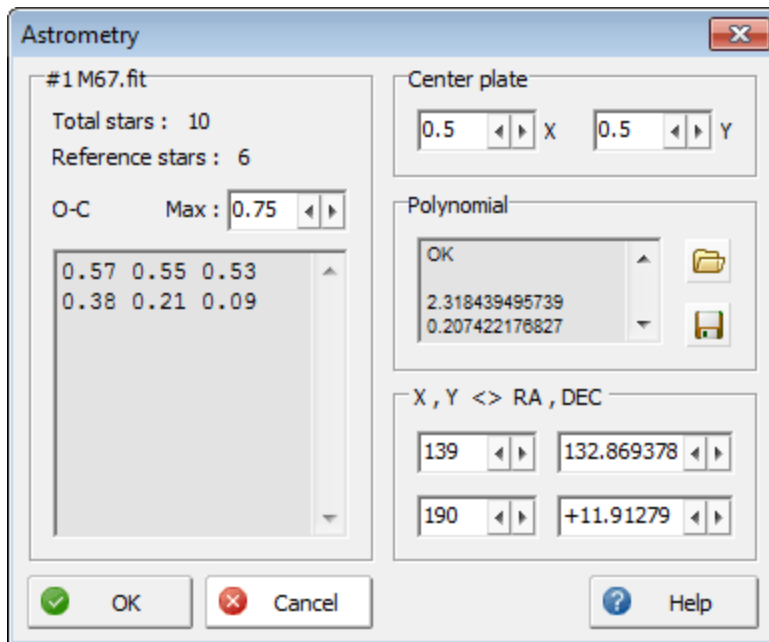 Astrometry
#1 M67.fit
Total stars : 10
Reference stars : 6
O-C Max : 0.75
0.57 0.55 0.53
0.38 0.21 0.09
Center plate
0.5 X 0.5 Y
Polynomial
OK
2.318439495739
0.207422176827
X , Y <> RA , DEC
139 132.869378
190 +11.91279
OK Cancel Help